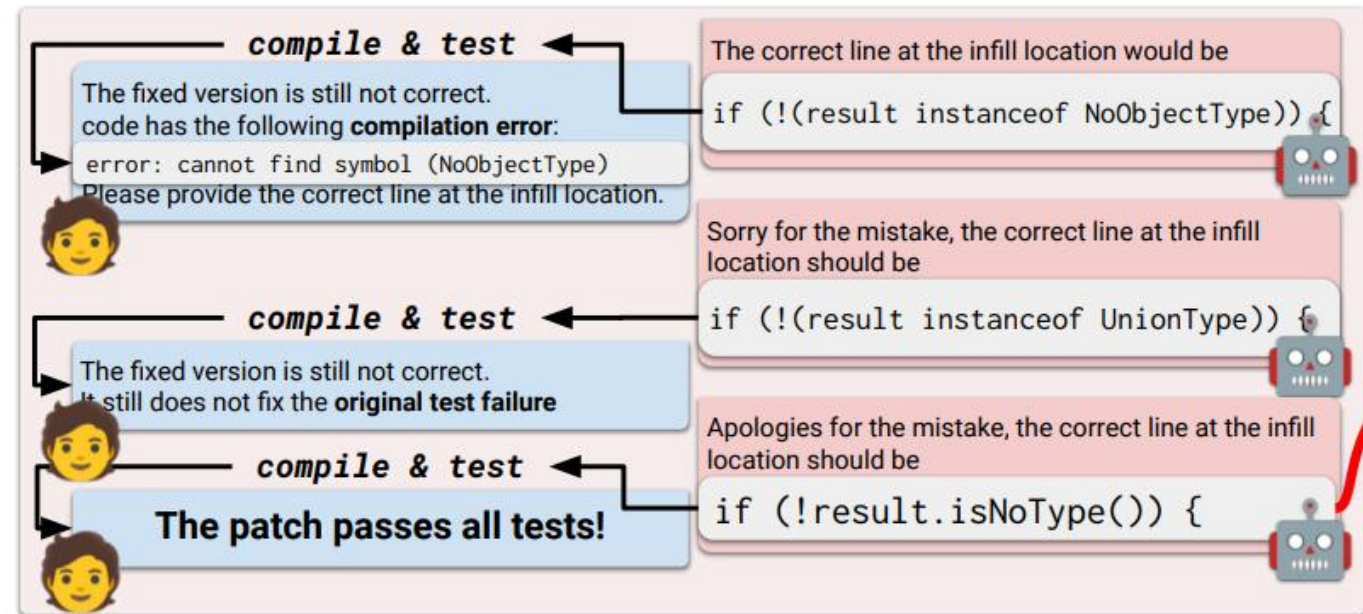 The correct line at the infill location would be
if (!(result instanceof NoObjectType)) {
compile & test
The fixed version is still not correct.
code has the following compilation error:
error: cannot find symbol (NoObjectType)
Please provide the correct line at the infill location.
Sorry for the mistake, the correct line at the infill
location should be
if (!(result instanceof UnionType)) {
compile & test
The fixed version is still not correct.
It still does not fix the original test failure
Apologies for the mistake, the correct line at the infill
location should be
if (!result.isNoType()) {
compile & test
The patch passes all tests!